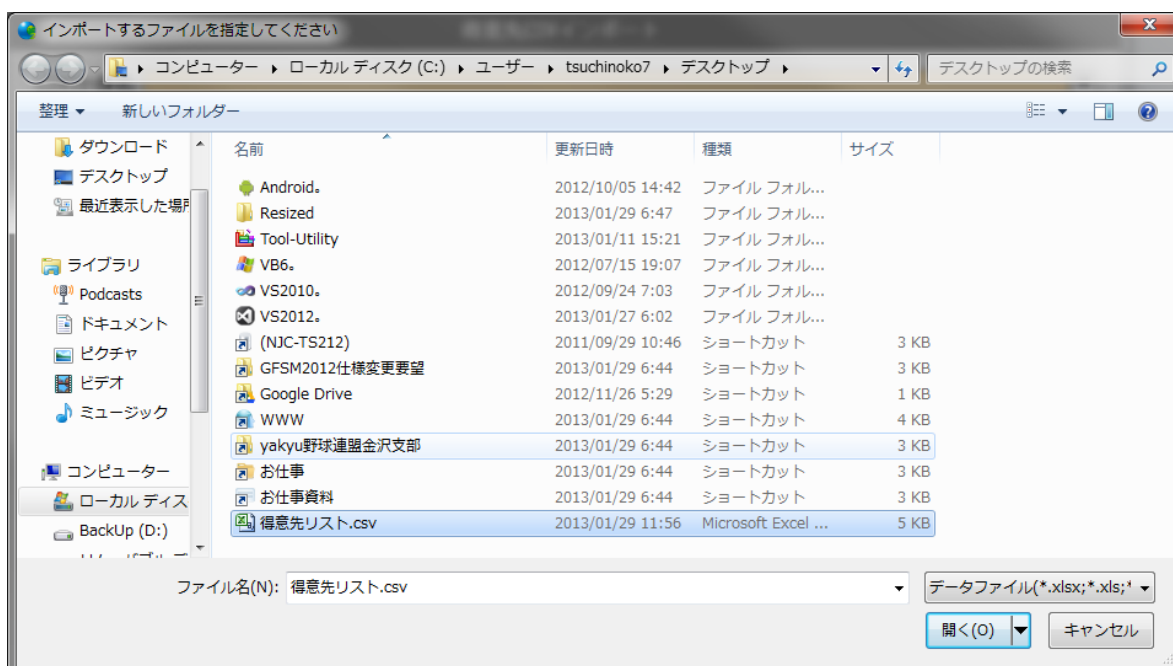 インポートするファイルを指定してください
コンピューター ローカル ディスク (C:) ユーザー tsuchinoko7 デスクトップ
デスクトップの検索
整理 新しいフォルダー
ダウンロード
デスクトップ
最近表示した場所
ライブラリ
Podcasts
ドキュメント
ピクチャ
ビデオ
ミュージック
コンピューター
ローカル ディス
BackUp (D:)
名前 更新日時 種類 サイズ
Android。 2012/10/05 14:42 ファイル フォル...
Resized 2013/01/29 6:47 ファイル フォル...
Tool-Utility 2013/01/11 15:21 ファイル フォル...
VB6。 2012/07/15 19:07 ファイル フォル...
VS2010。 2012/09/24 7:03 ファイル フォル...
VS2012。 2013/01/27 6:02 ファイル フォル...
(NJC-TS212) 2011/09/29 10:46 ショートカット 3 KB
GFSM2012仕様変更要望 2013/01/29 6:44 ショートカット 3 KB
Google Drive 2012/11/26 5:29 ショートカット 1 KB
WWW 2013/01/29 6:44 ショートカット 4 KB
yakyu野球連盟金沢支部 2013/01/29 6:44 ショートカット 3 KB
お仕事 2013/01/29 6:44 ショートカット 3 KB
お仕事資料 2013/01/29 6:44 ショートカット 3 KB
得意先リスト.csv 2013/01/29 11:56 Microsoft Excel ... 5 KB
ファイル名(N): 得意先リスト.csv
データファイル(*.xlsx;*.xls;*
開く(O) キャンセル